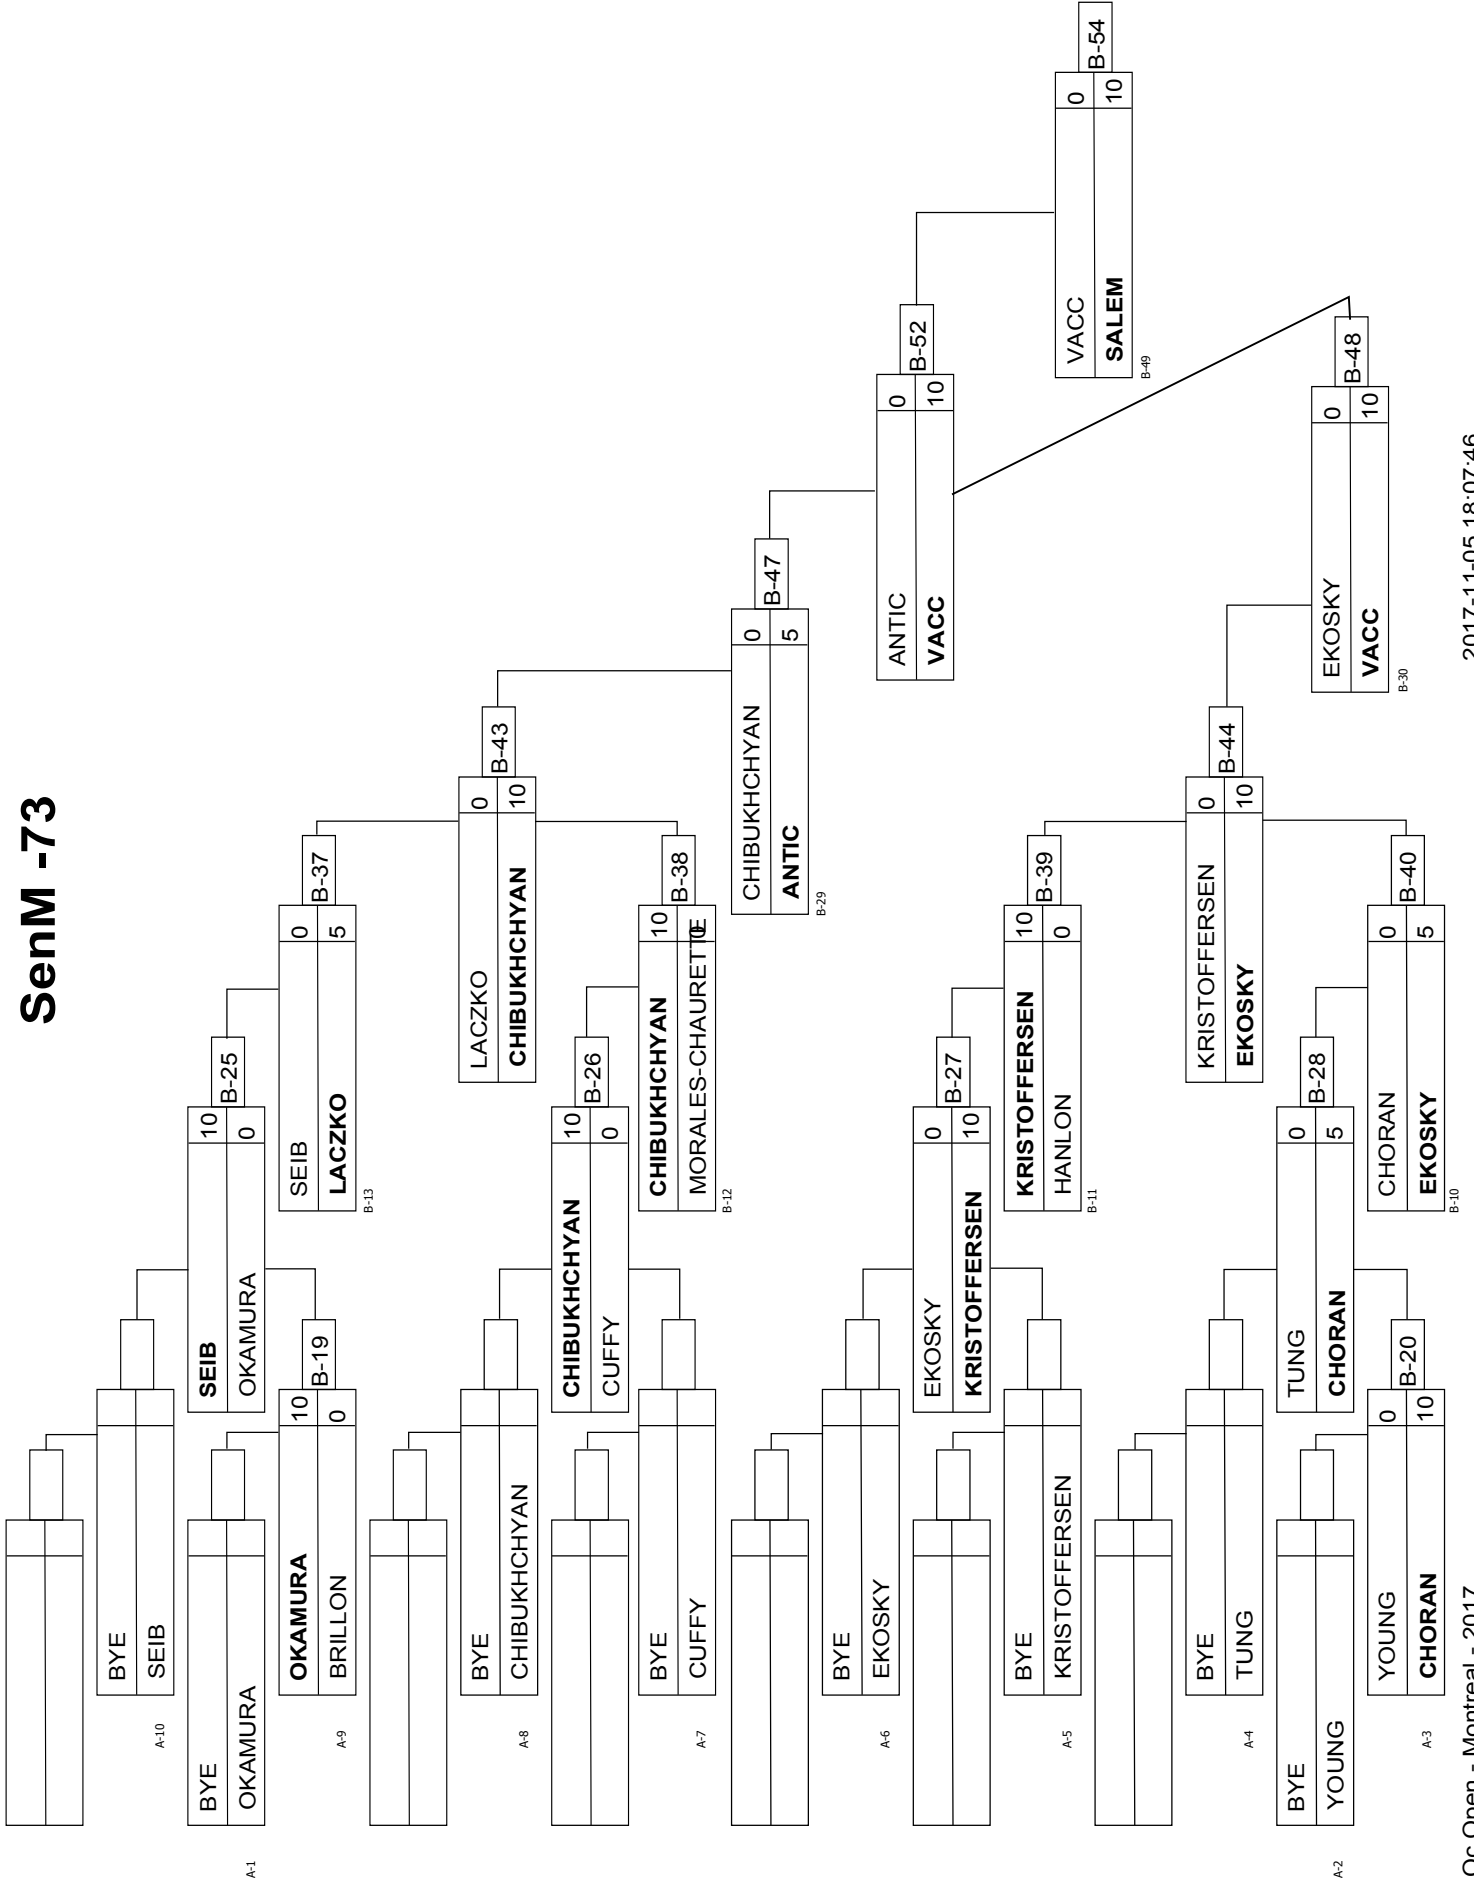 SenM -73
BYE
SEIB
A-10
BYE
OKAMURA
A-1
OKAMURA 10
BRILLON 0
B-19
A-9
SEIB 10
OKAMURA 0
B-25
SEIB 0
LACZKO 5
B-37
B-13
BYE
CHIBUKHCHYAN
A-8
BYE
CUFFY
A-7
CHIBUKHCHYAN 10
CUFFY 0
B-26
CHIBUKHCHYAN 10
MORALES-CHAURETTE 0
B-38
B-12
LACZKO 0
CHIBUKHCHYAN 10
B-43
CHIBUKHCHYAN 0
ANTIC 5
B-47
B-29
ANTIC 0
VACC 10
B-52
VACC 0
SALEM 10
B-54
B-49
BYE
EKOSKY
A-6
BYE
KRISTOFFERSEN
A-5
EKOSKY 0
KRISTOFFERSEN 10
B-27
KRISTOFFERSEN 10
HANLON 0
B-39
B-11
BYE
TUNG
A-4
BYE
YOUNG
A-2
YOUNG 0
CHORAN 10
B-20
A-3
TUNG 0
CHORAN 5
B-28
CHORAN 0
EKOSKY 5
B-40
B-10
KRISTOFFERSEN 0
EKOSKY 10
B-44
EKOSKY 0
VACC 10
B-48
B-30
Qc Open - Montreal - 2017
2017-11-05 18:07:46